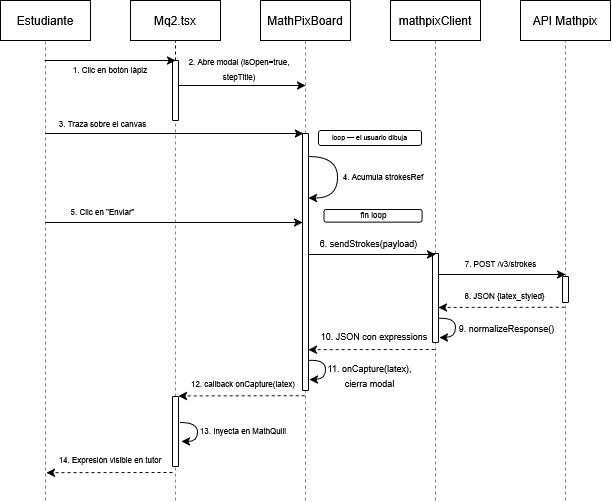 Estudiante
Mq2.tsx
MathPixBoard
mathpixClient
API Mathpix
1. Clic en botón lápiz
2. Abre modal (isOpen=true,
stepTitle)
3. Traza sobre el canvas
loop — el usuario dibuja
4. Acumula strokesRef
5. Clic en "Enviar"
fin loop
6. sendStrokes(payload)
7. POST /v3/strokes
8. JSON {latex_styled}
9. normalizeResponse()
10. JSON con expressions
11. onCapture(latex),
cierra modal
12. callback onCapture(latex)
13. Inyecta en MathQuill
14. Expresión visible en tutor